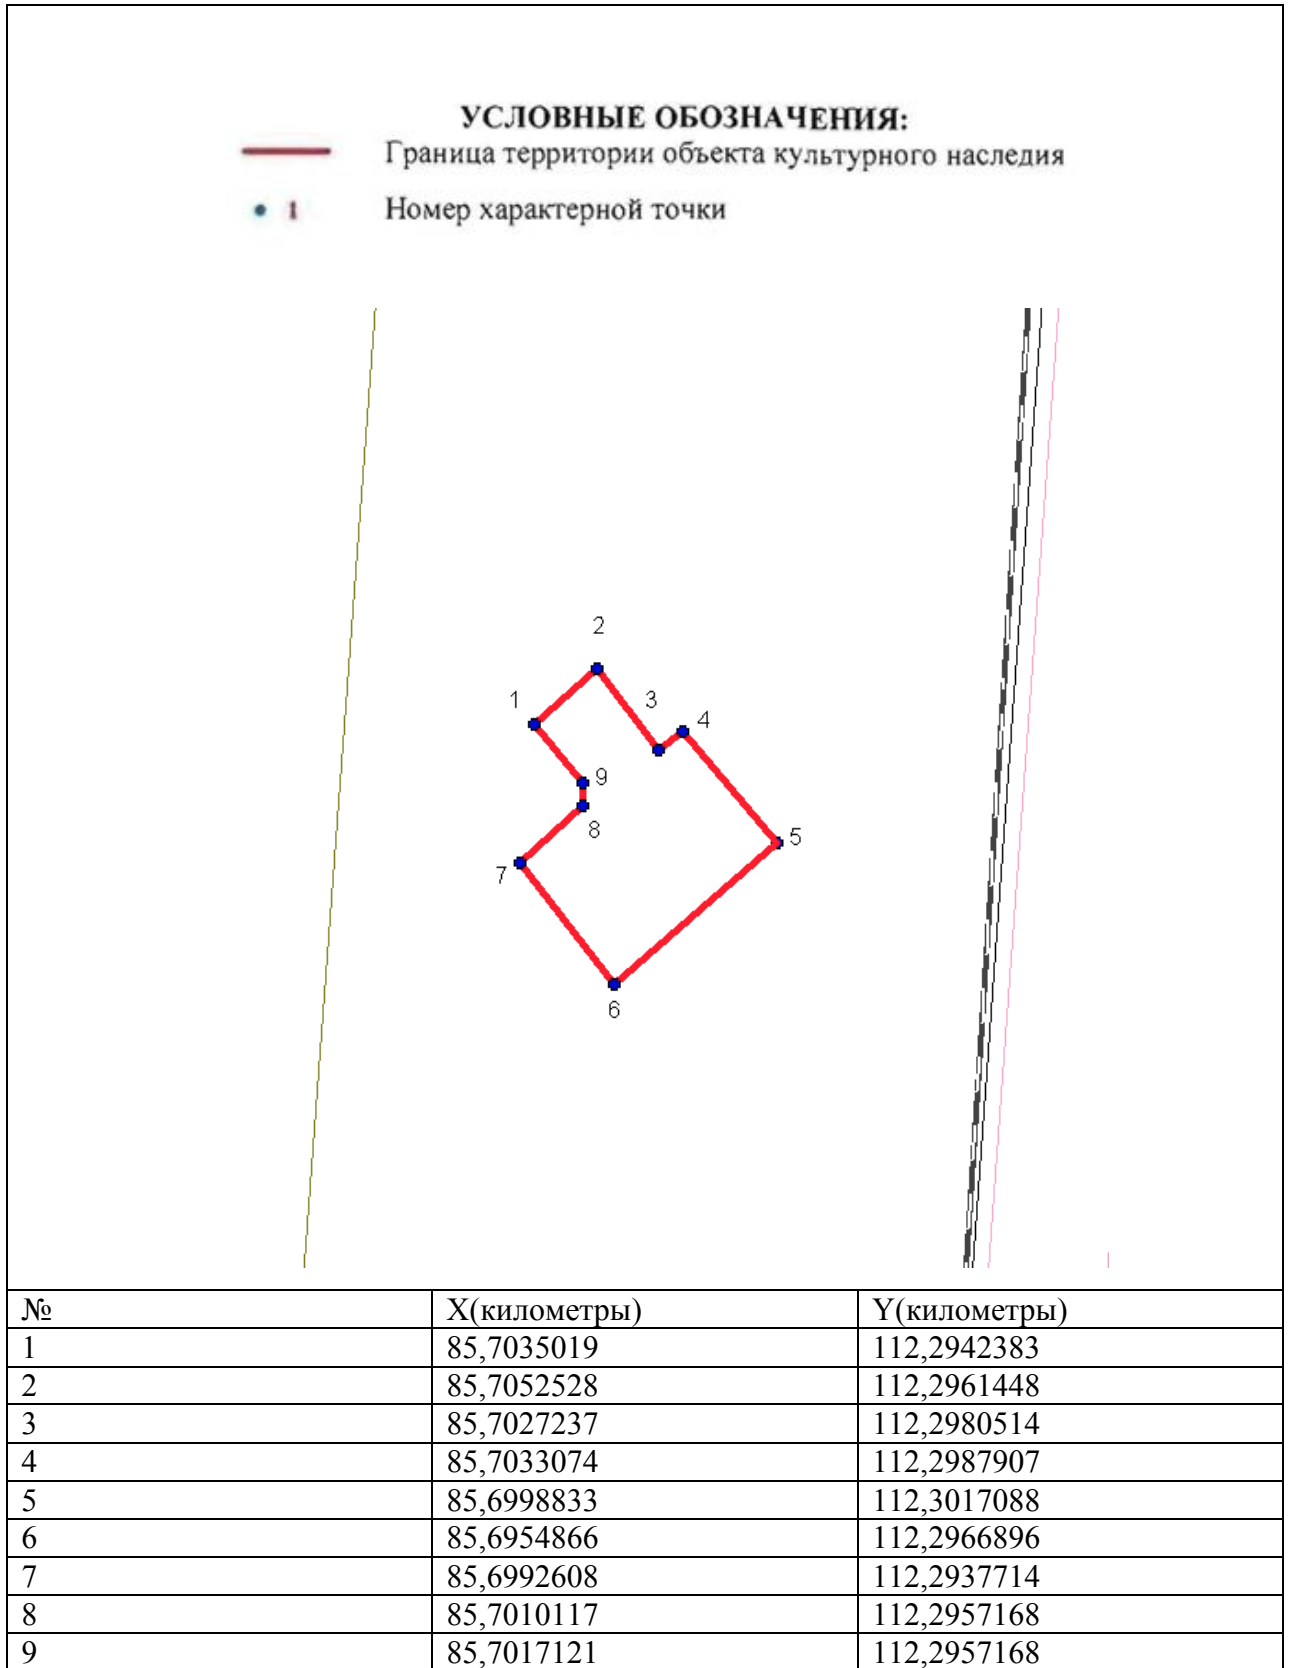 УСЛОВНЫЕ ОБОЗНАЧЕНИЯ:
Граница территории объекта культурного наследия
1 Номер характерной точки
2
1
3
4
9
8
5
7
6
№ X(километры) Y(километры)
1 85,7035019 112,2942383
2 85,7052528 112,2961448
3 85,7027237 112,2980514
4 85,7033074 112,2987907
5 85,6998833 112,3017088
6 85,6954866 112,2966896
7 85,6992608 112,2937714
8 85,7010117 112,2957168
9 85,7017121 112,2957168